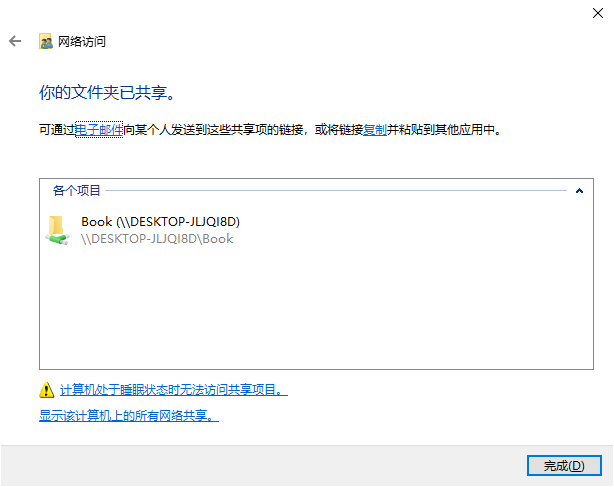 网络访问
你的文件夹已共享。
可通过电子邮件向某个人发送到这些共享项的链接，或将链接复制并粘贴到其他应用中。
各个项目
Book (\\DESKTOP-JLJQI8D)
\\DESKTOP-JLJQI8D\Book
计算机处于睡眠状态时无法访问共享项目。
显示该计算机上的所有网络共享。
完成(D)